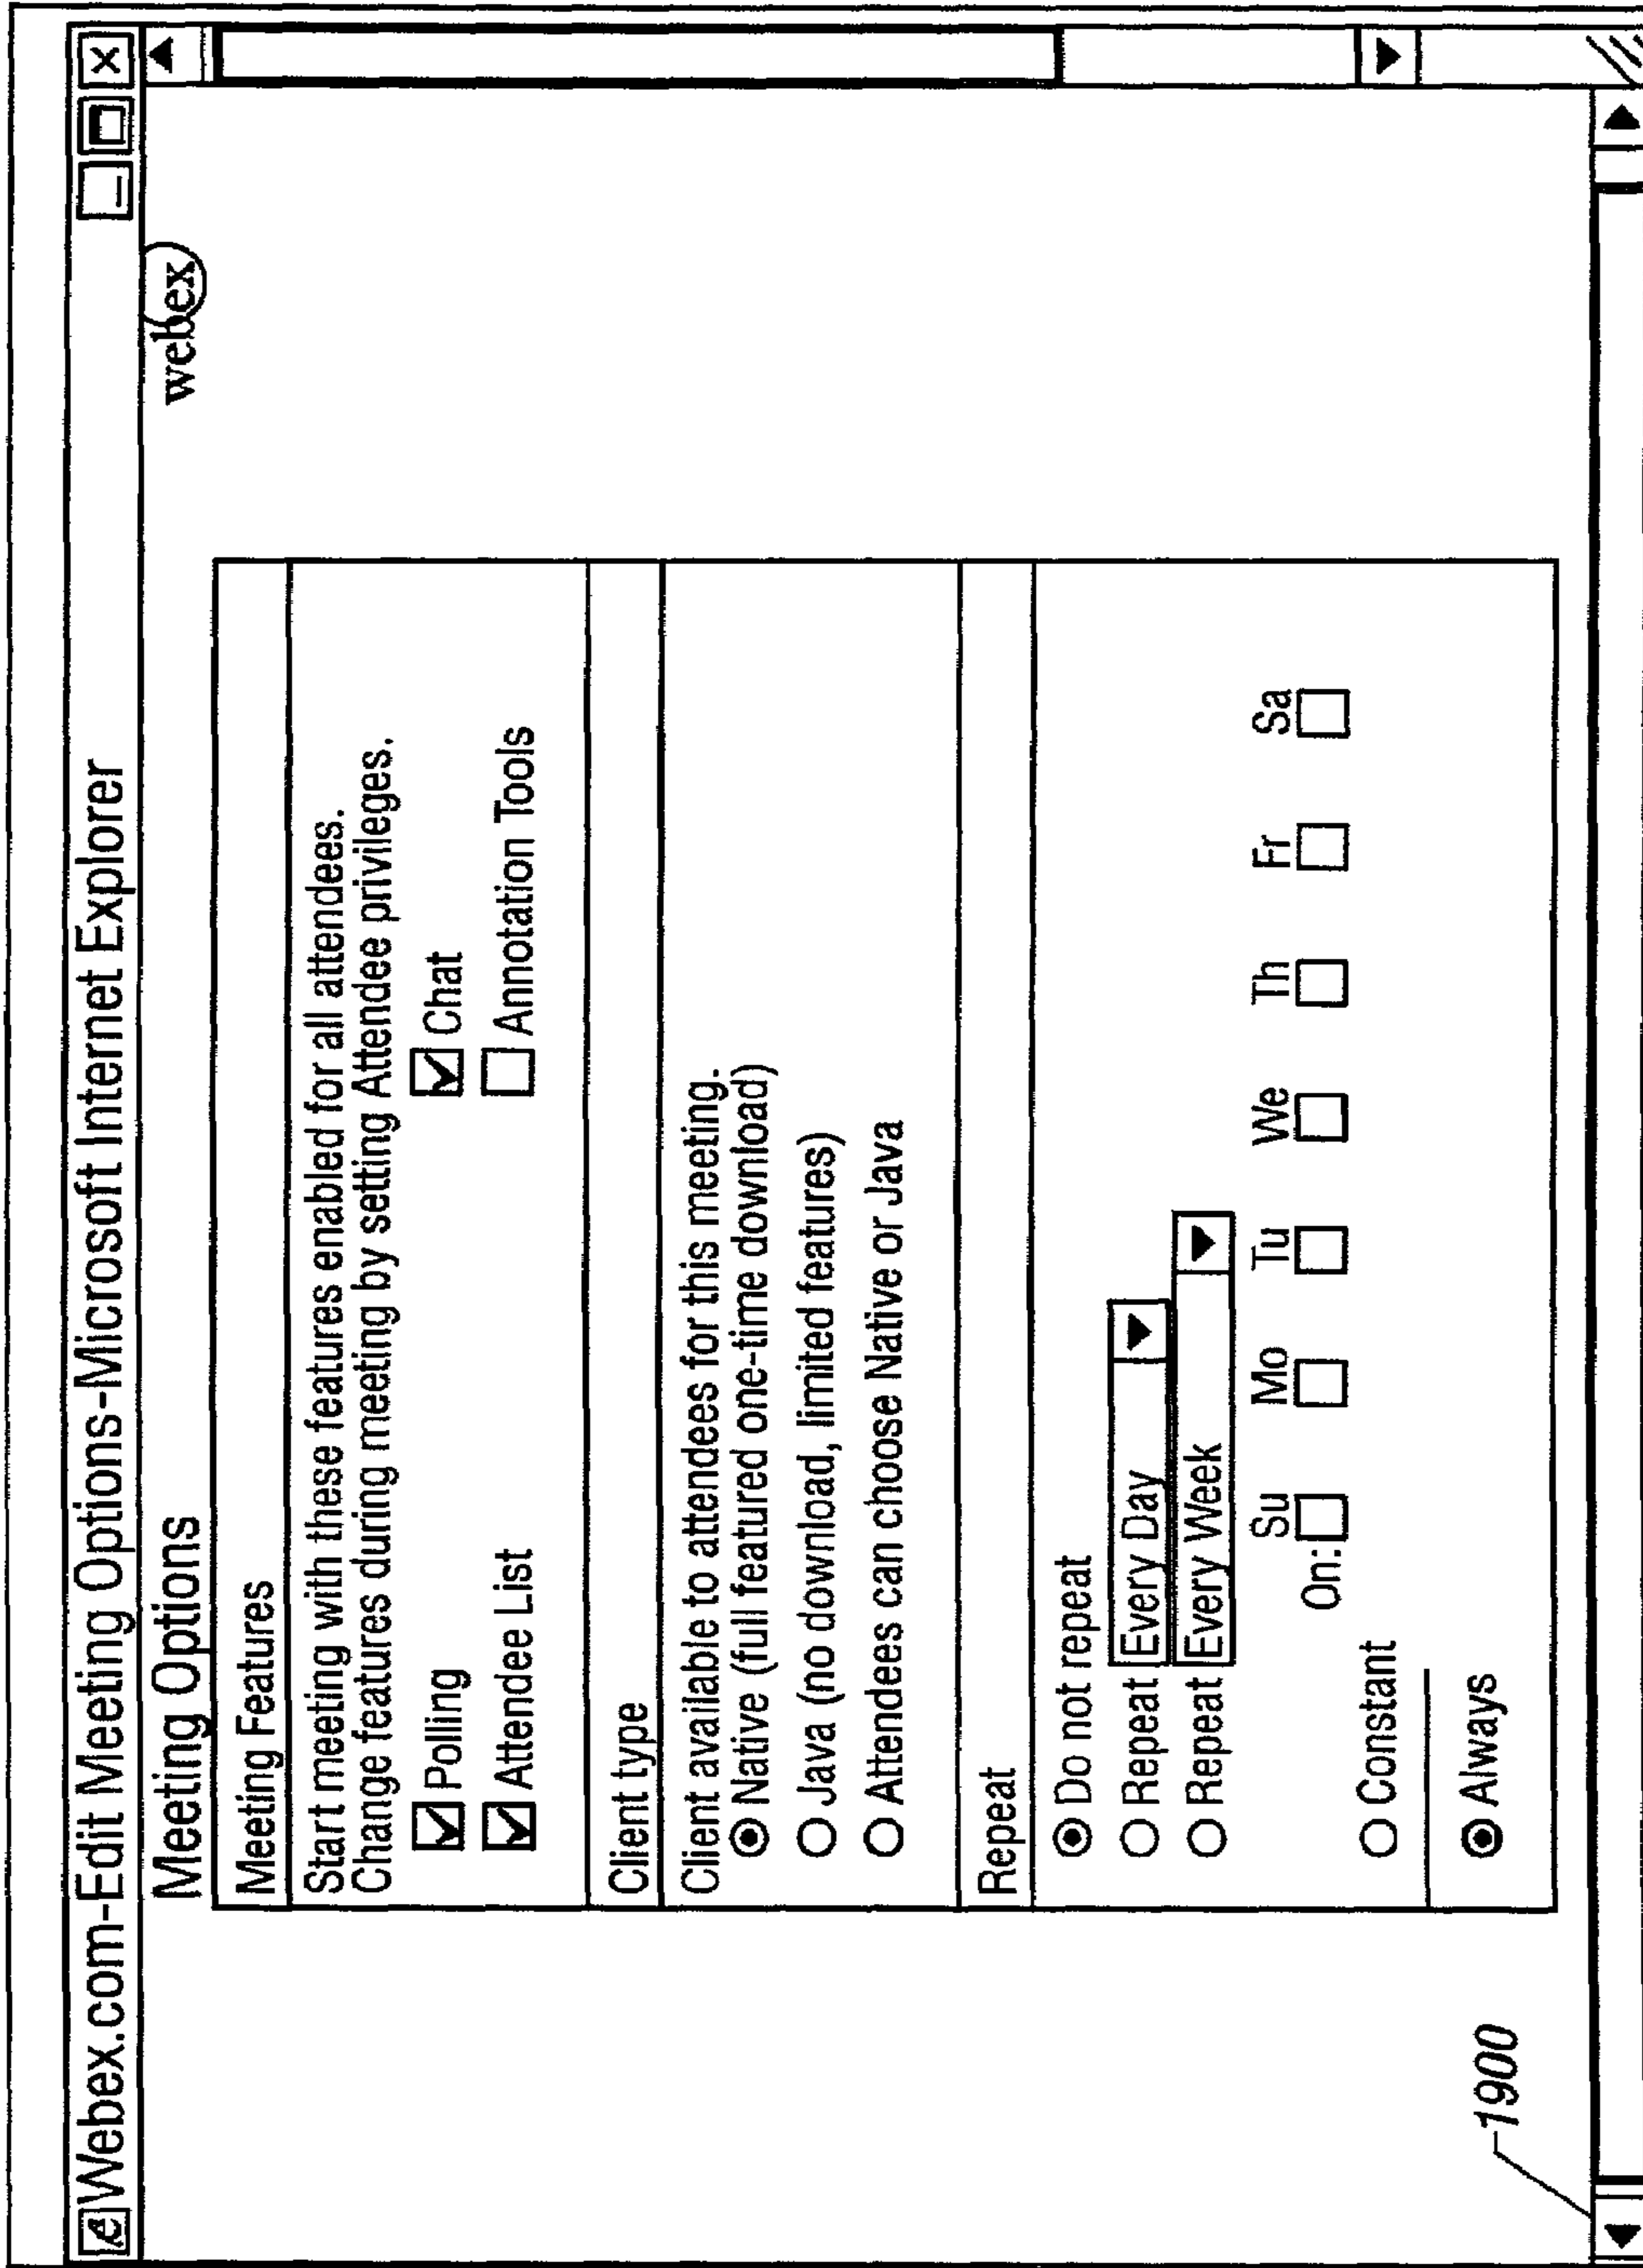 Webex.com-Edit Meeting Options-Microsoft Internet Explorer
webex
Meeting Options
Meeting Features
Start meeting with these features enabled for all attendees.
Change features during meeting by setting Attendee privileges.
Polling Chat
Attendee List Annotation Tools
Client type
Client available to attendees for this meeting.
Native (full featured one-time download)
Java (no download, limited features)
Attendees can choose Native or Java
Repeat
Do not repeat
Repeat Every Day
Repeat Every Week
Su Mo Tu We Th Fr Sa
On:
Constant
Always
1900